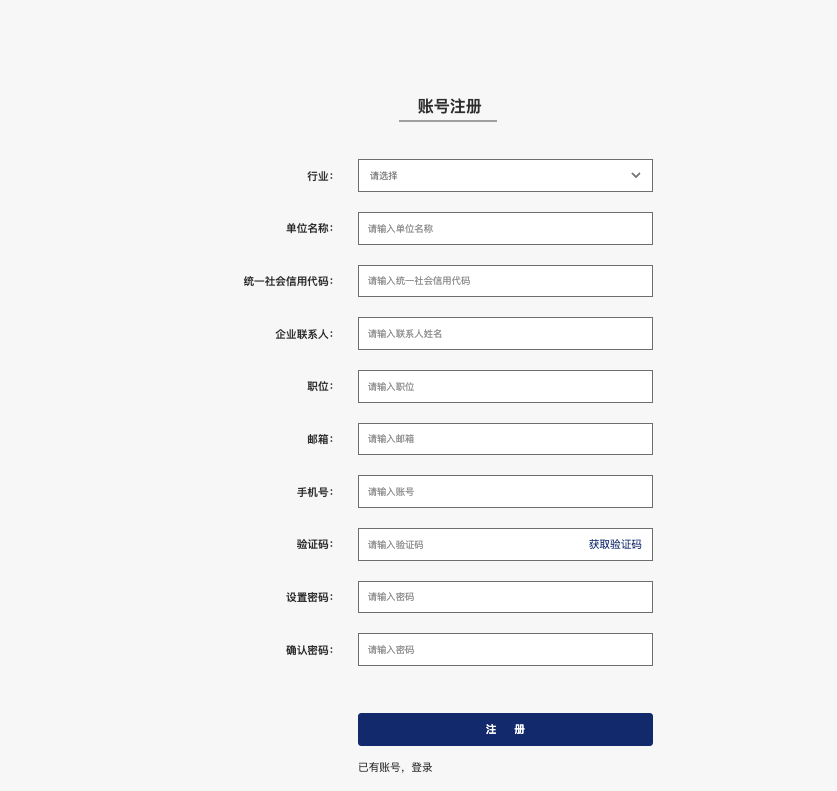 账号注册
行业：
请选择
单位名称：
请输入单位名称
统一社会信用代码：
请输入统一社会信用代码
企业联系人：
请输入联系人姓名
职位：
请输入职位
邮箱：
请输入邮箱
手机号：
请输入账号
验证码：
请输入验证码
获取验证码
设置密码：
请输入密码
确认密码：
请输入密码
注 册
已有账号，登录